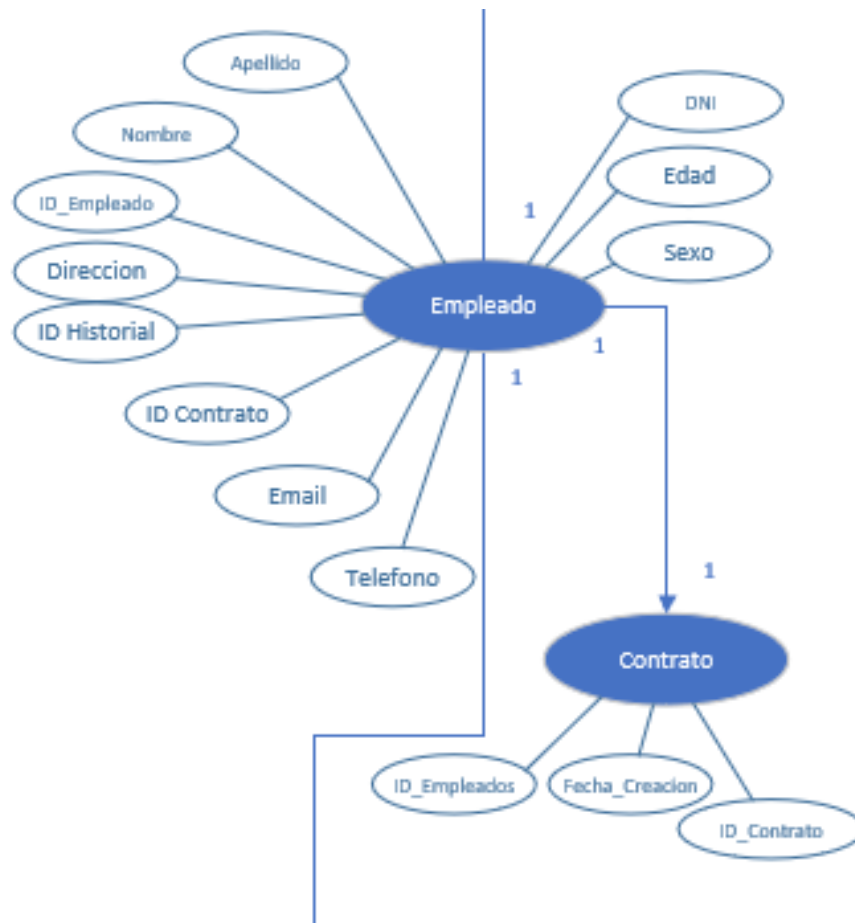 Apellido
DNI
Nombre
Edad
ID_Empleado
1
Sexo
Direccion
Empleado
ID Historial
1
1
ID Contrato
Email
Telefono
1
Contrato
ID_Empleados
Fecha_Creacion
ID_Contrato